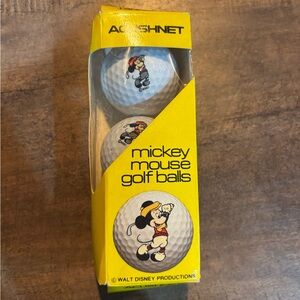 ACUSHNET
mickey
mouse
golf balls
© WALT DISNEY PRODUCTIONS